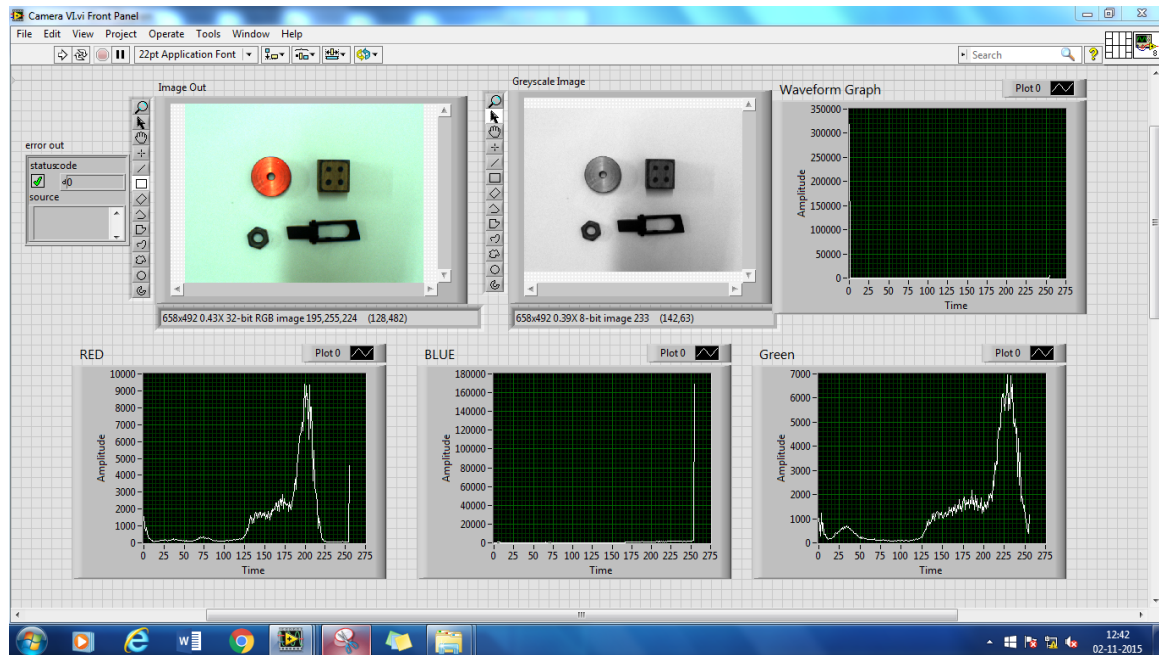 Camera VI.vi Front Panel
File Edit View Project Operate Tools Window Help
22pt Application Font
Search
8
error out
status code
0
source
Image Out
658x492 0.43X 32-bit RGB image 195,255,224 (128,482)
Greyscale Image
658x492 0.39X 8-bit image 233 (142,63)
Waveform Graph
Plot 0
350000
300000
250000
200000
150000
100000
50000
0
Amplitude
0 25 50 75 100 125 150 175 200 225 250 275
Time
RED
Plot 0
10000
9000
8000
7000
6000
5000
4000
3000
2000
1000
0
Amplitude
0 25 50 75 100 125 150 175 200 225 250 275
Time
BLUE
Plot 0
180000
160000
140000
120000
100000
80000
60000
40000
20000
0
Amplitude
0 25 50 75 100 125 150 175 200 225 250 275
Time
Green
Plot 0
7000
6000
5000
4000
3000
2000
1000
0
Amplitude
0 25 50 75 100 125 150 175 200 225 250 275
Time
12:42
02-11-2015